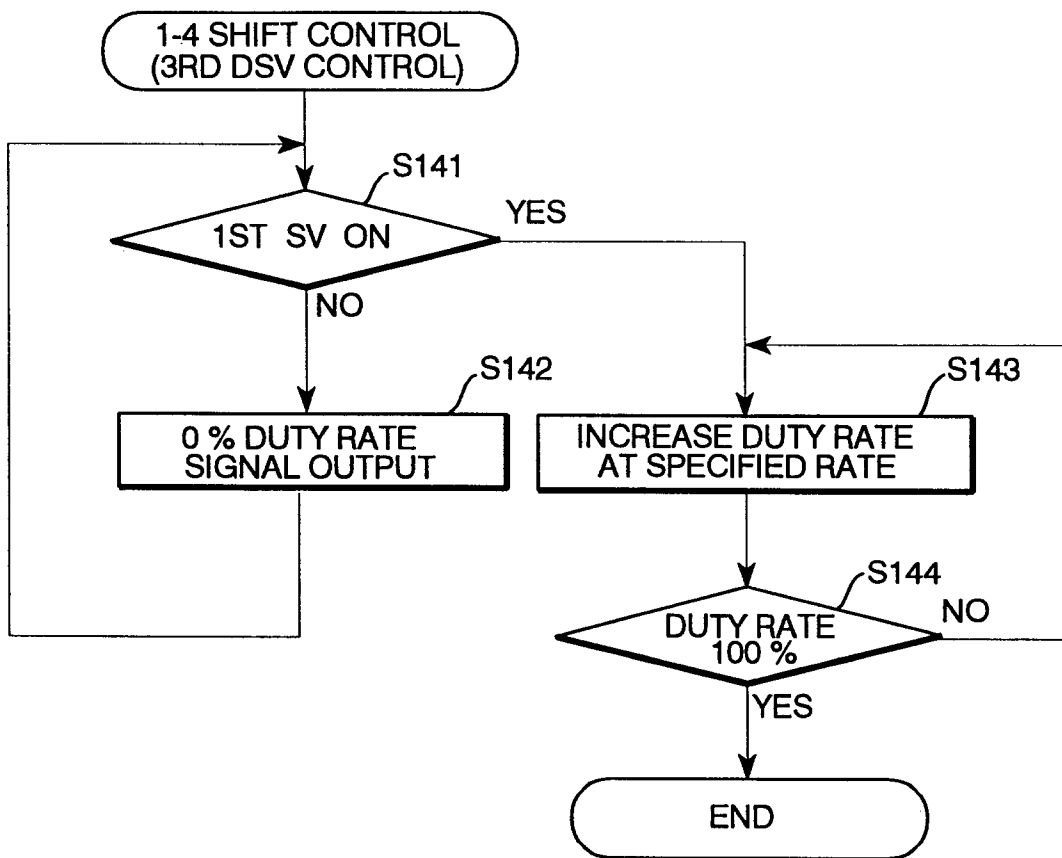 1-4 SHIFT CONTROL
(3RD DSV CONTROL)
S141
1ST SV ON
YES
NO
S142
0 % DUTY RATE
SIGNAL OUTPUT
S143
INCREASE DUTY RATE
AT SPECIFIED RATE
S144
DUTY RATE
100 %
NO
YES
END